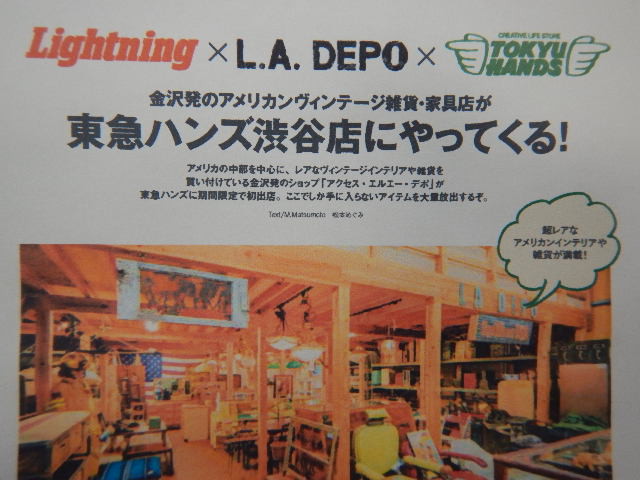 Lightning × L.A. DEPO × CREATIVE LIFE STORE TOKYU HANDS
金沢発のアメリカンヴィンテージ雑貨・家具店が
東急ハンズ渋谷店にやってくる!
アメリカの中部を中心に、レアなヴィンテージインテリアや雑貨を
買い付けている金沢発のショップ「アクセス・エルエー・デポ」が
東急ハンズに期間限定で初出店。ここでしか手に入らないアイテムを大量放出するぞ。
Text/M.Matsumoto 松本めぐみ
超レアな
アメリカンインテリアや
雑貨が満載!